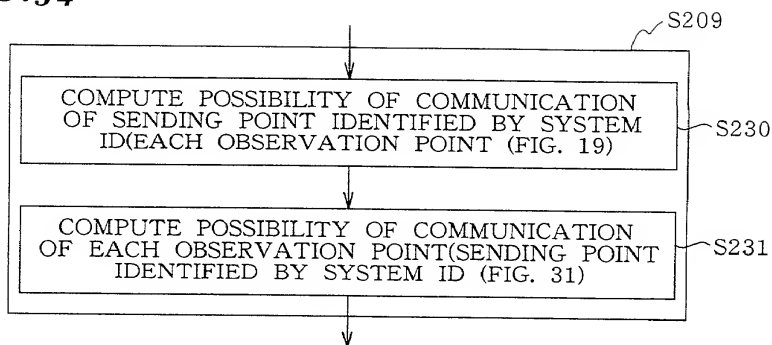 S209
COMPUTE POSSIBILITY OF COMMUNICATION
OF SENDING POINT IDENTIFIED BY SYSTEM
ID(EACH OBSERVATION POINT (FIG. 19)
S230
COMPUTE POSSIBILITY OF COMMUNICATION
OF EACH OBSERVATION POINT(SENDING POINT
IDENTIFIED BY SYSTEM ID (FIG. 31)
S231